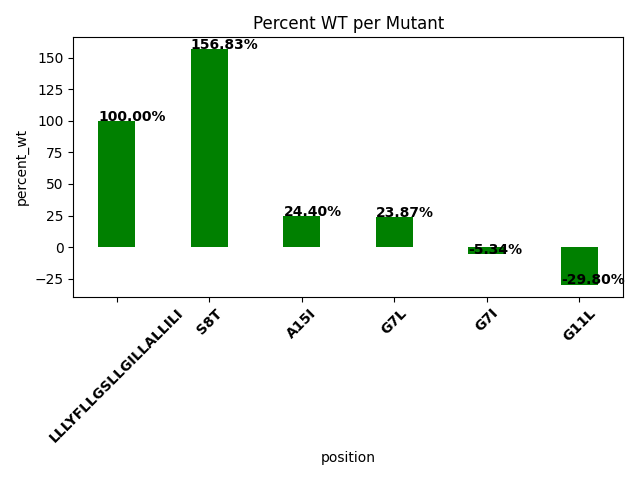 Percent WT per Mutant
percent_wt
150
125
100
75
50
25
0
−25
100.00%
156.83%
24.40%
23.87%
-5.34%
-29.80%
LLLYFLLGSLLGILLALLILI
S8T
A15I
G7L
G7I
G11L
position